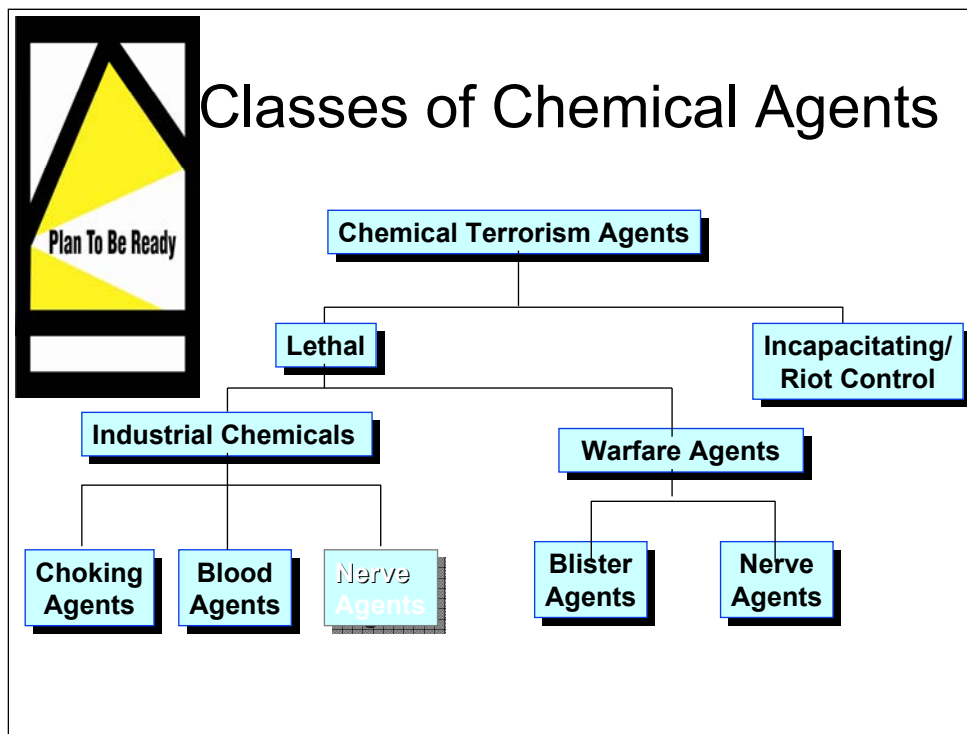 Classes of Chemical Agents
Plan To Be Ready
Chemical Terrorism Agents
Lethal
Incapacitating/
Riot Control
Industrial Chemicals
Warfare Agents
Choking
Agents
Blood
Agents
Nerve
Agents
Blister
Agents
Nerve
Agents